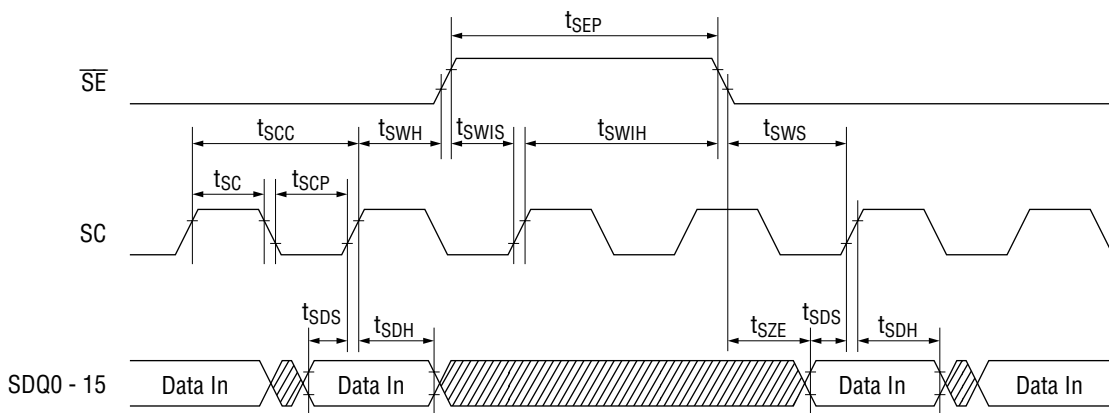 tSEP
SE
tSCC tSWH tSWIS tSWIH tSWS
tSC tSCP
SC
tSDS tSDH tSZE tSDS tSDH
SDQ0 - 15 Data In Data In Data In Data In